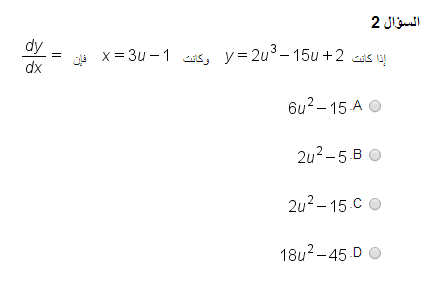 السؤال 2
إذا كانت y = 2u³ – 15u + 2 وكانت x = 3u – 1 فإن dy/dx =
A. 6u² – 15
B. 2u² – 5
C. 2u² – 15
D. 18u² – 45